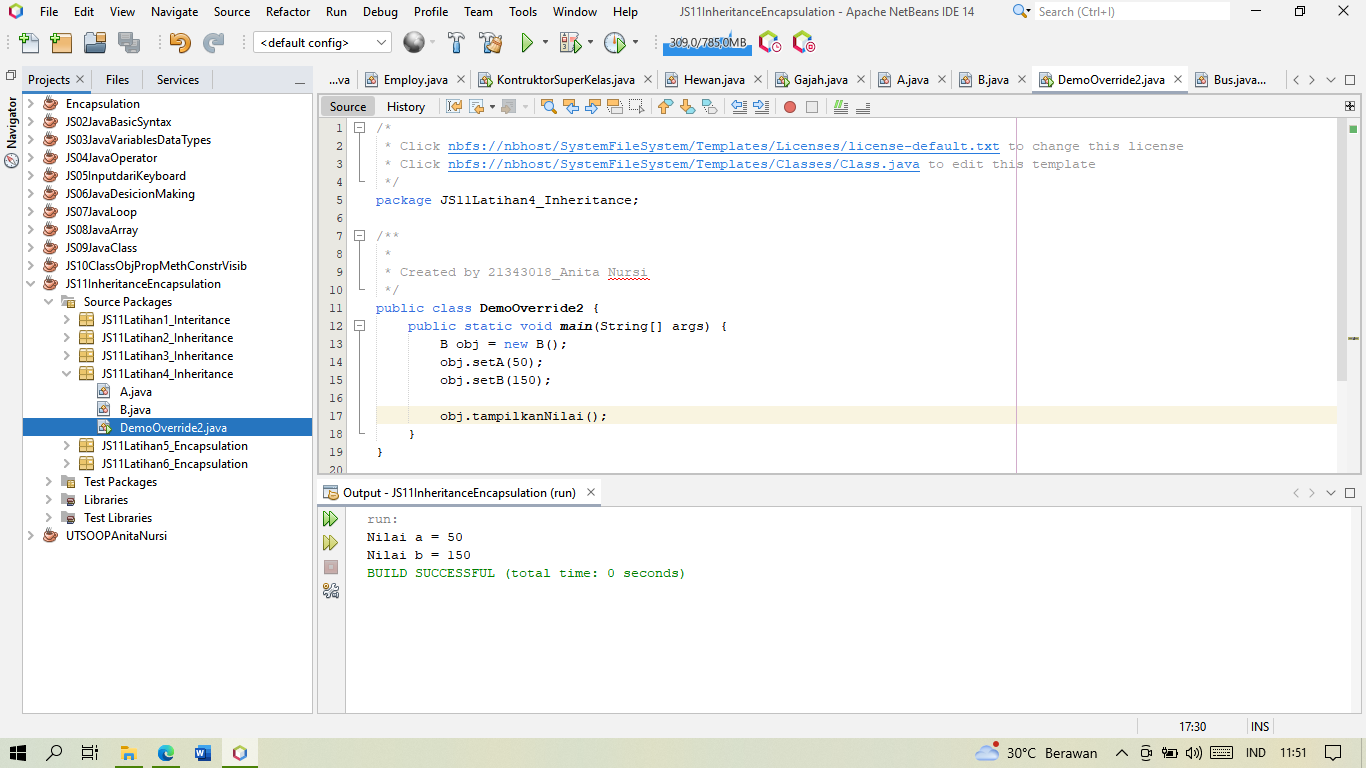 File Edit View Navigate Source Refactor Run Debug Profile Team Tools Window Help JS11InheritanceEncapsulation - Apache NetBeans IDE 14 Search (Ctrl+I)
<default config> 309,0/785,0MB
Projects Files Services
...va Employ.java KontruktorSuperKelas.java Hewan.java Gajah.java A.java B.java DemoOverride2.java Bus.java...
Navigator
Encapsulation
JS02JavaBasicSyntax
JS03JavaVariablesDataTypes
JS04JavaOperator
JS05InputdariKeyboard
JS06JavaDesicionMaking
JS07JavaLoop
JS08JavaArray
JS09JavaClass
JS10ClassObjPropMethConstrVisib
JS11InheritanceEncapsulation
Source Packages
JS11Latihan1_Interitance
JS11Latihan2_Inheritance
JS11Latihan3_Inheritance
JS11Latihan4_Inheritance
A.java
B.java
DemoOverride2.java
JS11Latihan5_Encapsulation
JS11Latihan6_Encapsulation
Test Packages
Libraries
Test Libraries
UTSOOPAnitaNursi
Source History
1 /*
2 * Click nbfs://nbhost/SystemFileSystem/Templates/Licenses/license-default.txt to change this license
3 * Click nbfs://nbhost/SystemFileSystem/Templates/Classes/Class.java to edit this template
4 */
5 package JS11Latihan4_Inheritance;
6
7 /**
8 *
9 * Created by 21343018_Anita Nursi
10 */
11 public class DemoOverride2 {
12 public static void main(String[] args) {
13 B obj = new B();
14 obj.setA(50);
15 obj.setB(150);
16
17 obj.tampilkanNilai();
18 }
19 }
20
Output - JS11InheritanceEncapsulation (run)
run:
Nilai a = 50
Nilai b = 150
BUILD SUCCESSFUL (total time: 0 seconds)
17:30 INS
30°C Berawan IND 11:51